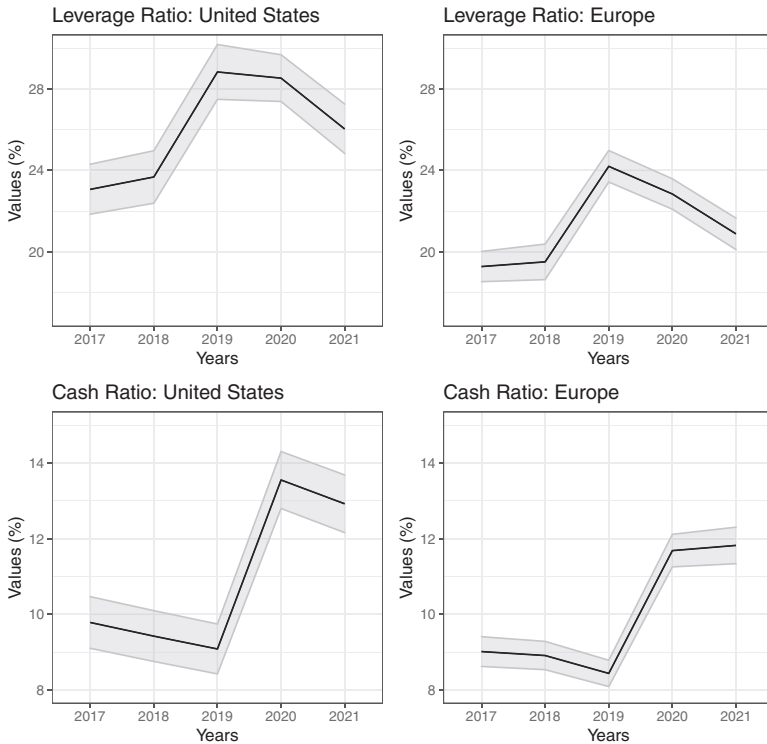 Leverage Ratio: United States
Leverage Ratio: Europe
Values (%)
28
24
20
2017 2018 2019 2020 2021
Years
Values (%)
28
24
20
2017 2018 2019 2020 2021
Years
Cash Ratio: United States
Cash Ratio: Europe
Values (%)
14
12
10
8
2017 2018 2019 2020 2021
Years
Values (%)
14
12
10
8
2017 2018 2019 2020 2021
Years